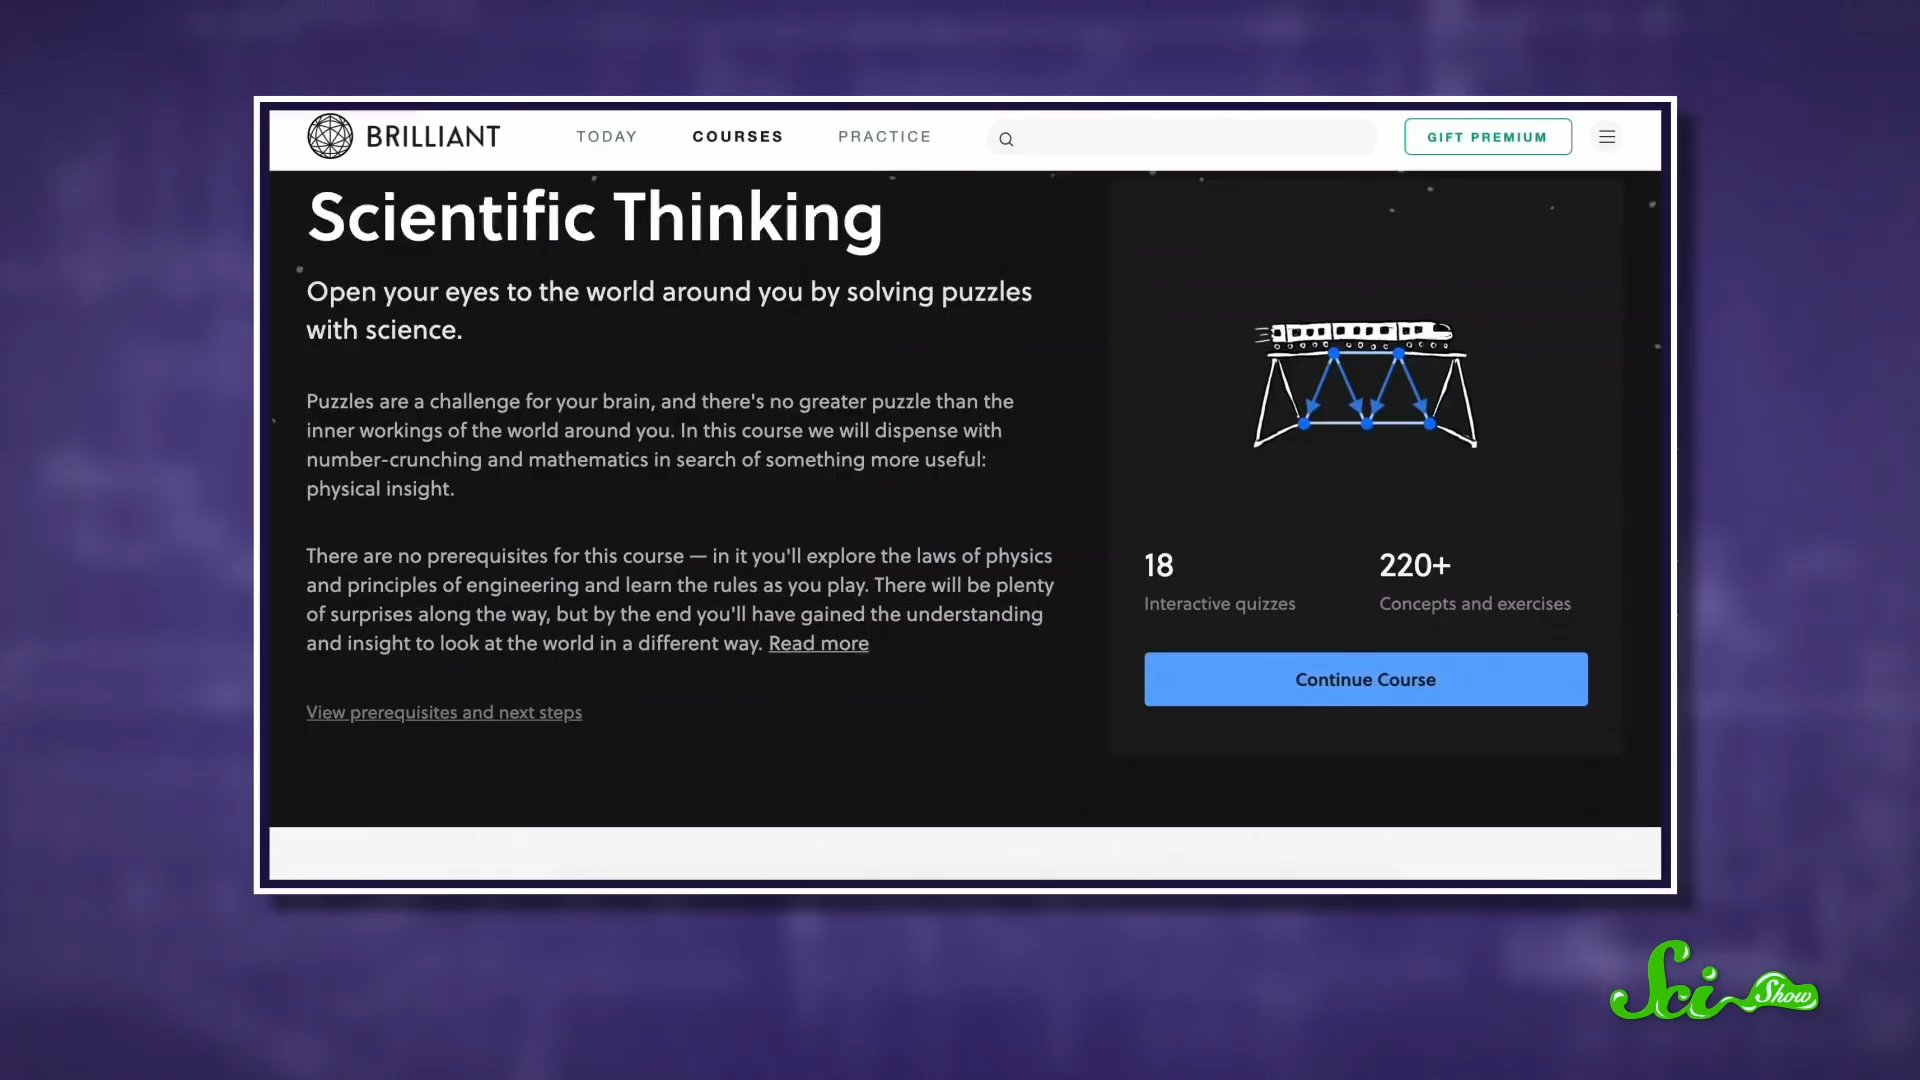 BRILLIANT
TODAY
COURSES
PRACTICE
GIFT PREMIUM
Scientific Thinking
Open your eyes to the world around you by solving puzzles
with science.
Puzzles are a challenge for your brain, and there's no greater puzzle than the
inner workings of the world around you. In this course we will dispense with
number-crunching and mathematics in search of something more useful:
physical insight.
There are no prerequisites for this course — in it you'll explore the laws of physics
and principles of engineering and learn the rules as you play. There will be plenty
of surprises along the way, but by the end you'll have gained the understanding
and insight to look at the world in a different way. Read more
View prerequisites and next steps
18
Interactive quizzes
220+
Concepts and exercises
Continue Course
Sci Show